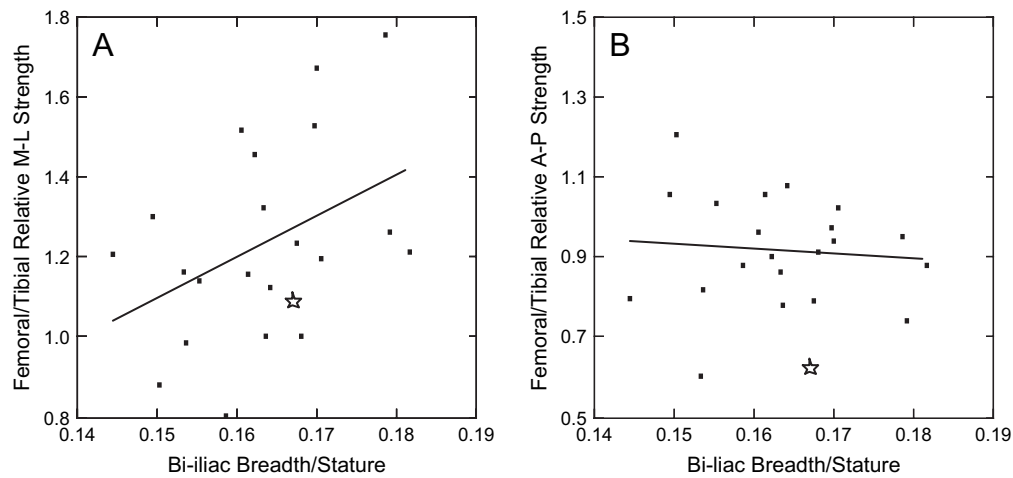 A
Femoral/Tibial Relative M-L Strength
1.8
1.6
1.4
1.2
1.0
0.8
0.14 0.15 0.16 0.17 0.18 0.19
Bi-iliac Breadth/Stature
B
Femoral/Tibial Relative A-P Strength
1.5
1.3
1.1
0.9
0.7
0.5
0.14 0.15 0.16 0.17 0.18 0.19
Bi-Iiac Breadth/Stature